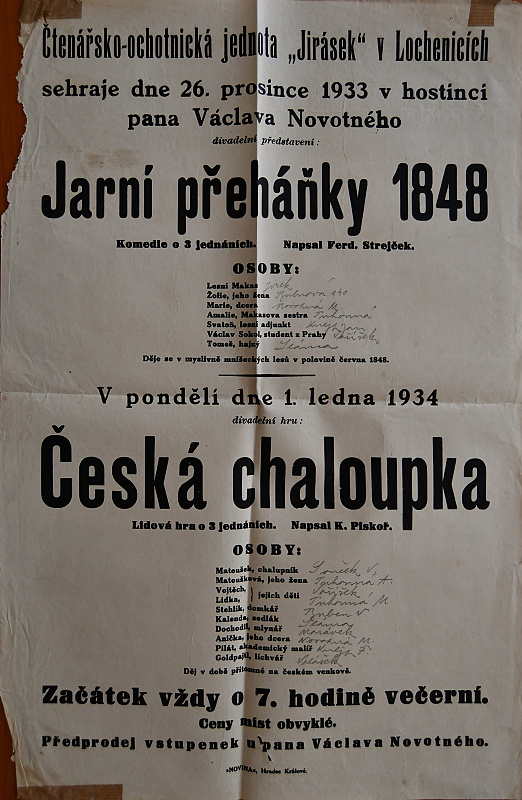 Čtenářsko-ochotnická jednota „Jirásek" v Lochenicích
sehraje dne 26. prosince 1933 v hostinci
pana Václava Novotného
divadelní představení:
Jarní přeháňky 1848
Komedie o 3 jednáních. Napsal Ferd. Strejček.
OSOBY:
Lesní Makas
Žofie, jeho žena
Marie, dcera
Amalie, Makasova sestra Truhonná
Svatoň, lesní adjunkt
Václav Sokol, student z Prahy
Tomeš, hajný
Děje se v myslivně mníšeckých lesů v polovině června 1848.
V pondělí dne 1. ledna 1934
divadelní hru:
Česká chaloupka
Lidová hra o 3 jednáních. Napsal K. Piskoř.
OSOBY:
Matoušek, chalupník Souček V.
Matoušková, jeho žena
Vojtěch,
Lidka, } jejich děti
Stehlík, domkář
Kalenda, sedlák
Dochodil, mlynář
Anička, jeho dcera
Pilát, akademický malíř
Goldpajtl, lichvář
Děj v době přítomné na českém venkově.
Začátek vždy o 7. hodině večerní.
Ceny míst obvyklé.
Předprodej vstupenek u pana Václava Novotného.
»NOVINA«, Hradec Králové.